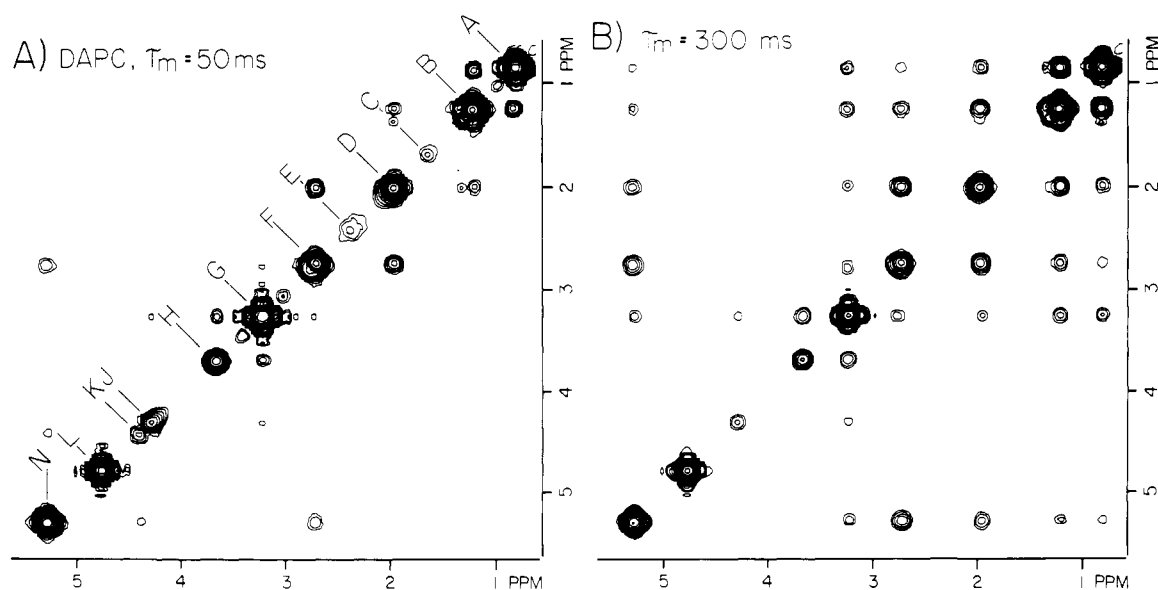 A) DAPC, τm = 50 ms
A
B
C
D
E
F
G
H
KJ
L
N
1 PPM
2
3
4
5
5 4 3 2 1 PPM
B) τm = 300 ms
1 PPM
2
3
4
5
5 4 3 2 1 PPM